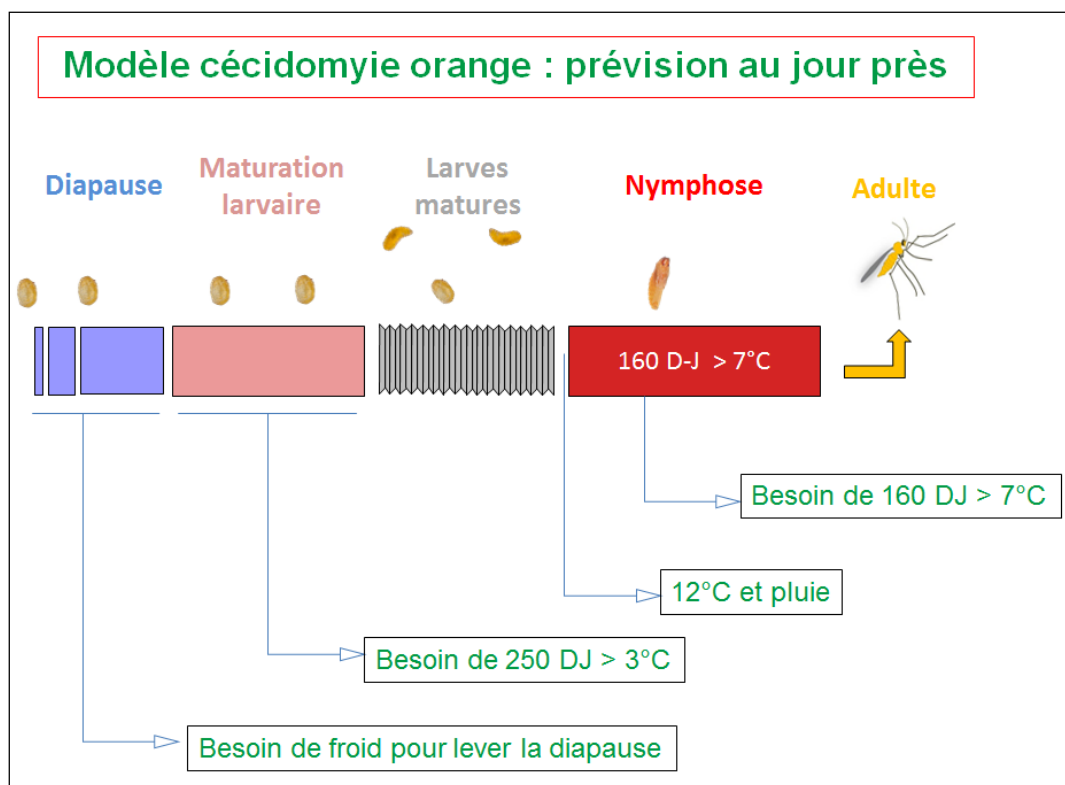 Modèle cécidomyie orange : prévision au jour près
Diapause
Maturation
larvaire
Larves
matures
Nymphose
Adulte
160 D-J > 7°C
Besoin de 160 DJ > 7°C
12°C et pluie
Besoin de 250 DJ > 3°C
Besoin de froid pour lever la diapause